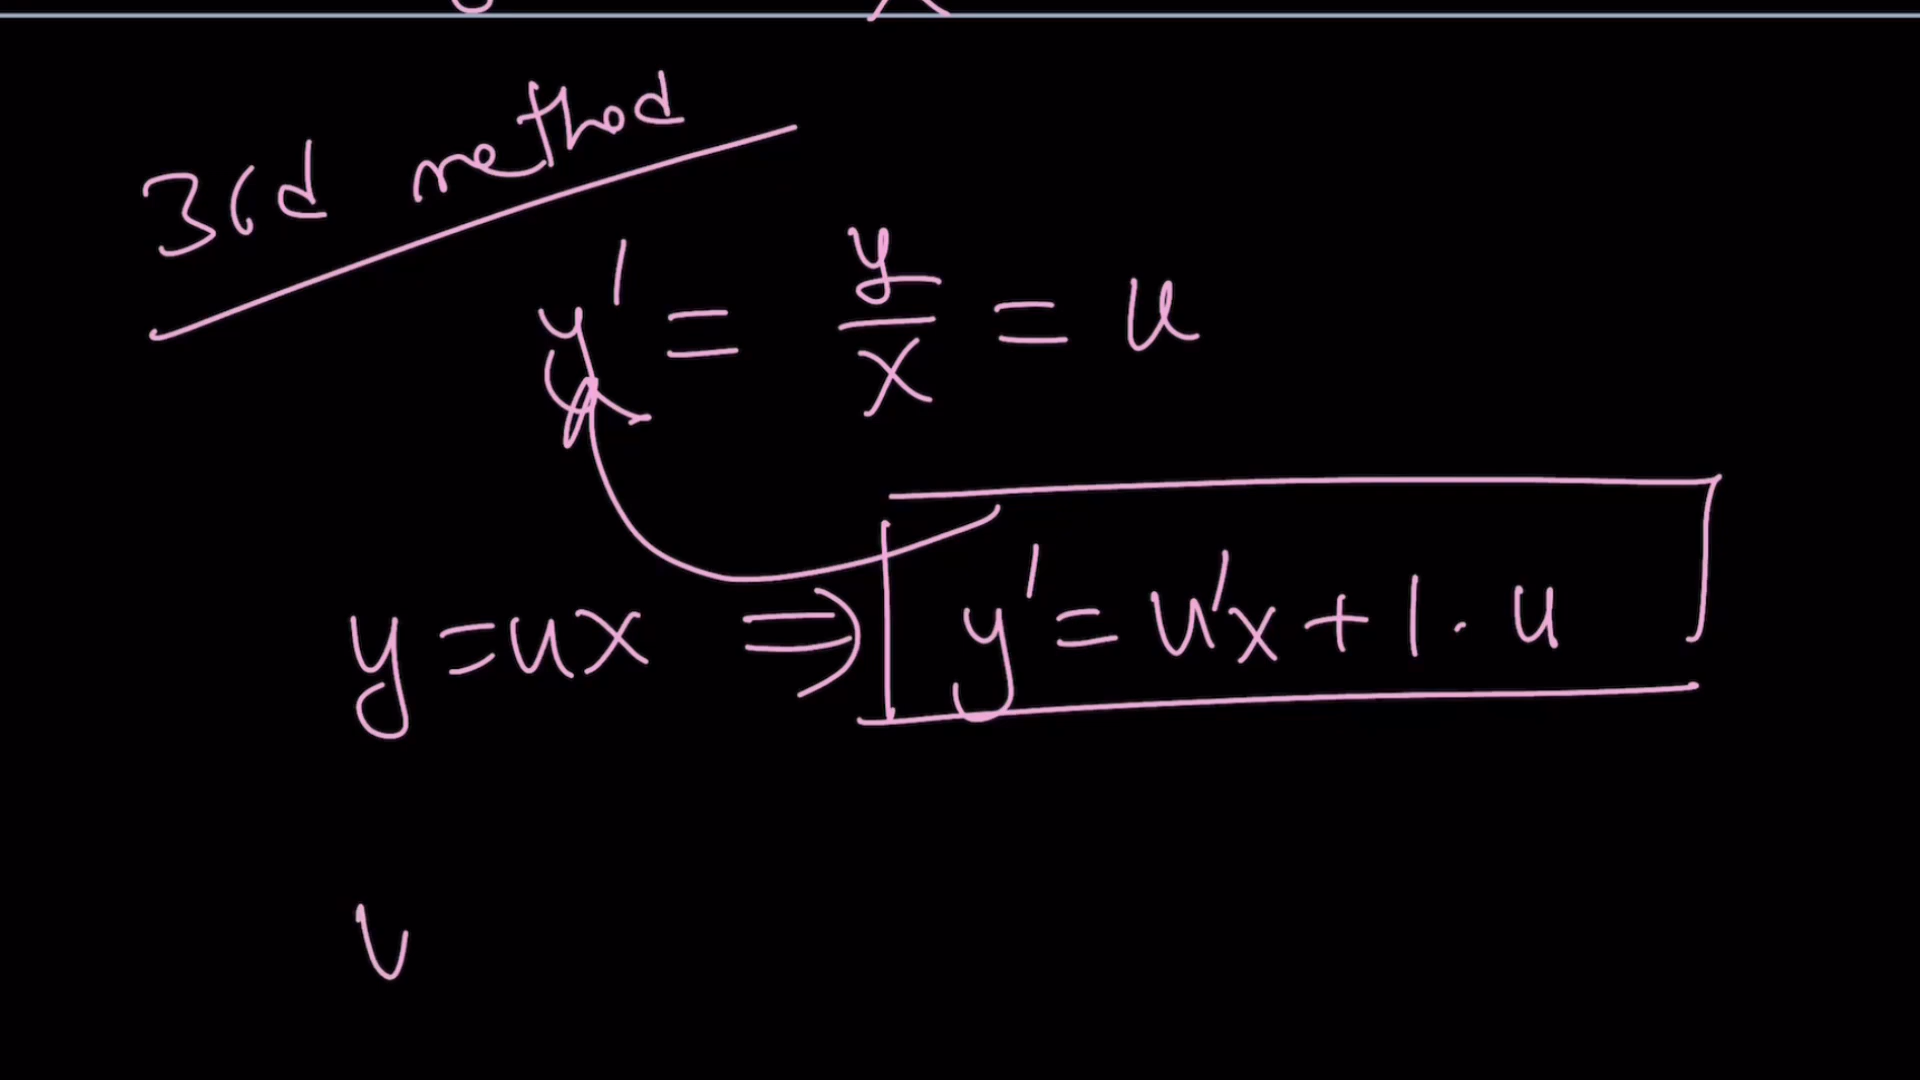 3rd method
y' = y/x = u
y = ux ⇒ y' = u'x + 1 · u
u